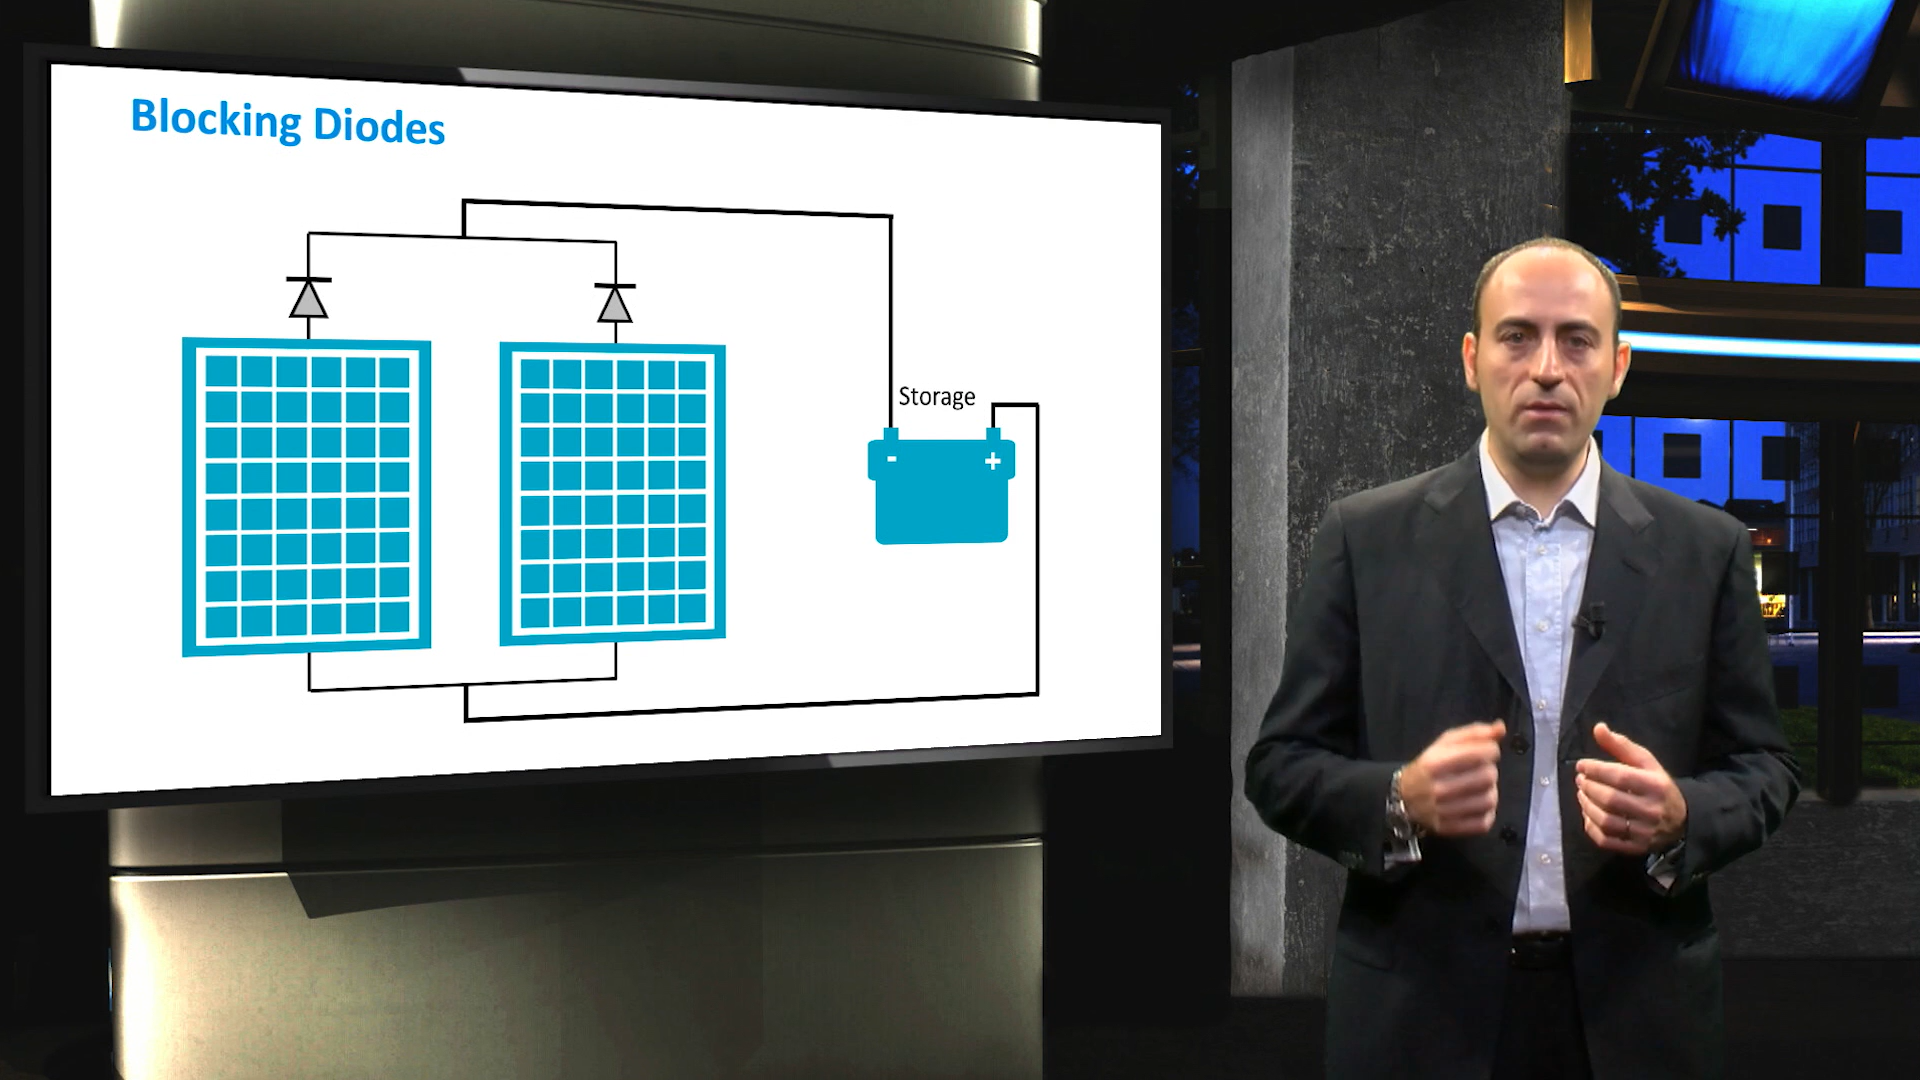 Blocking Diodes
Storage
- +